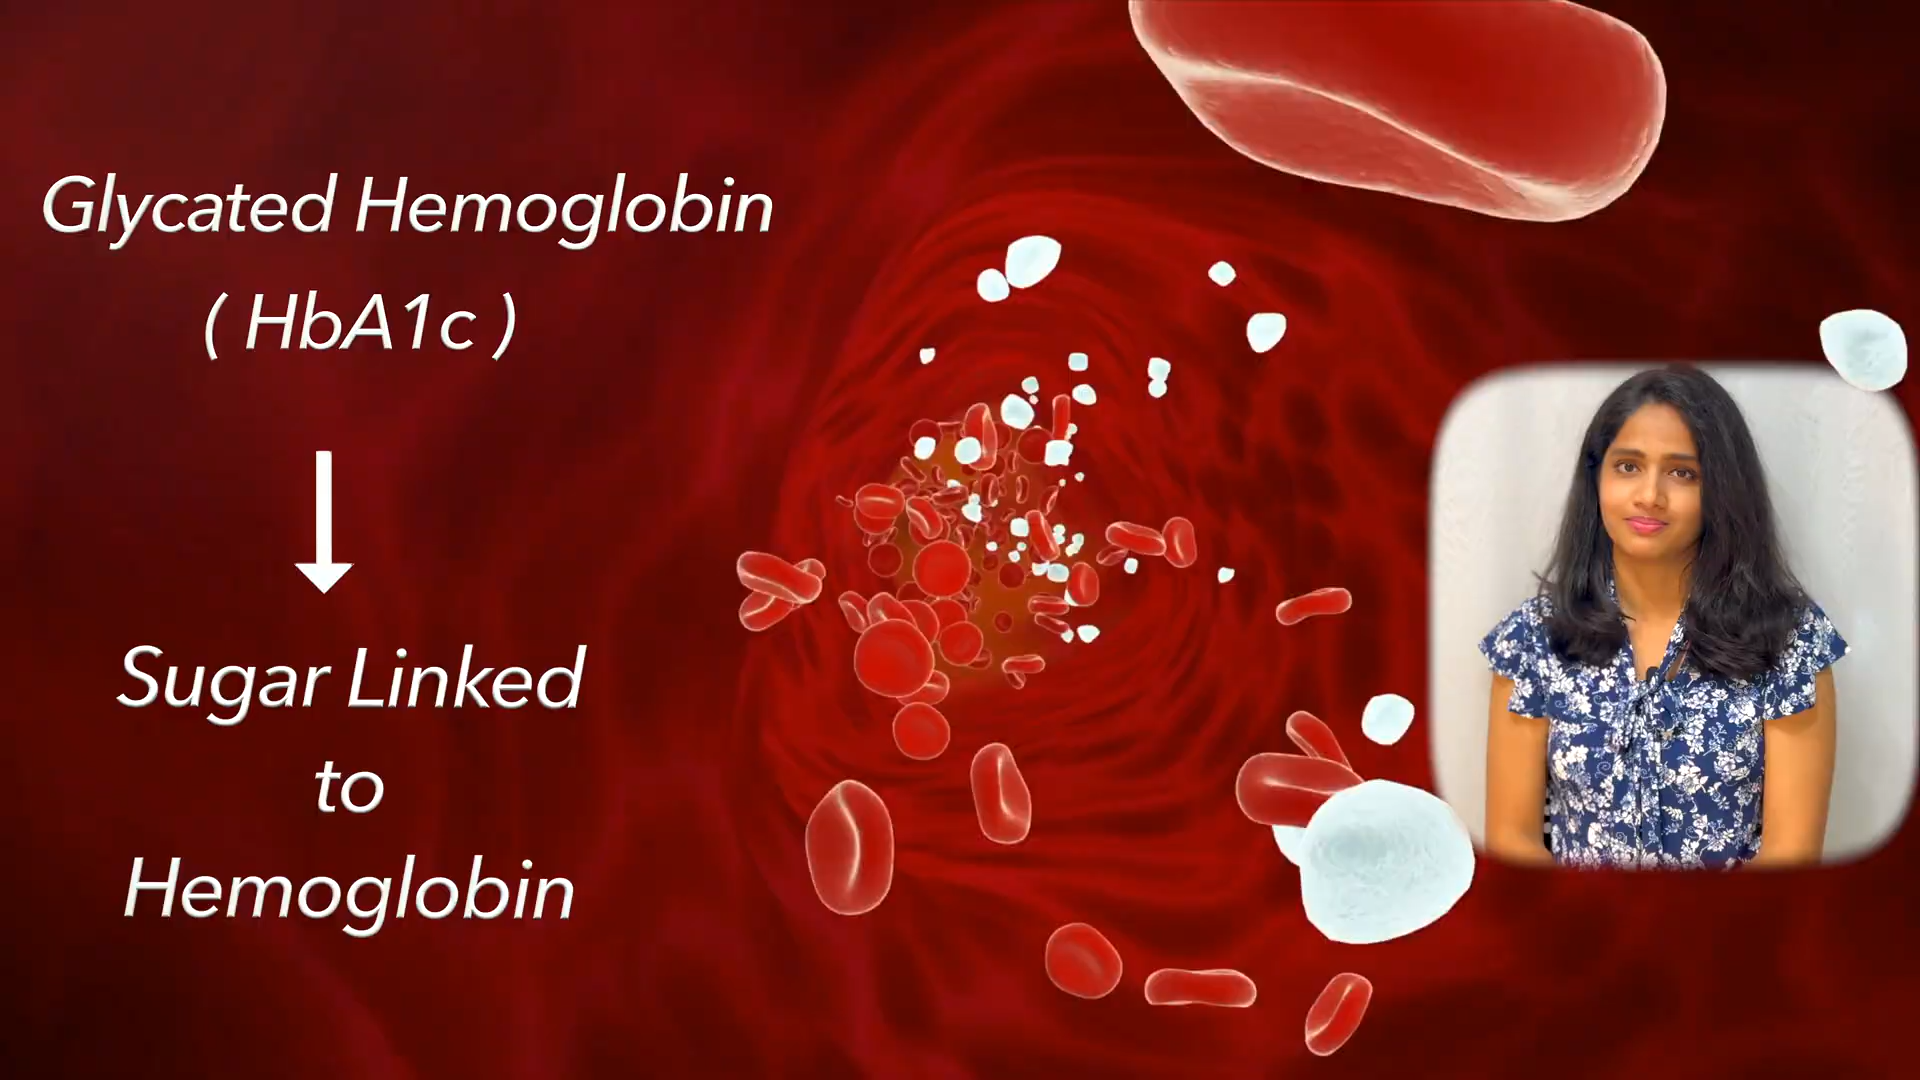 Glycated Hemoglobin
( HbA1c )
Sugar Linked
to
Hemoglobin